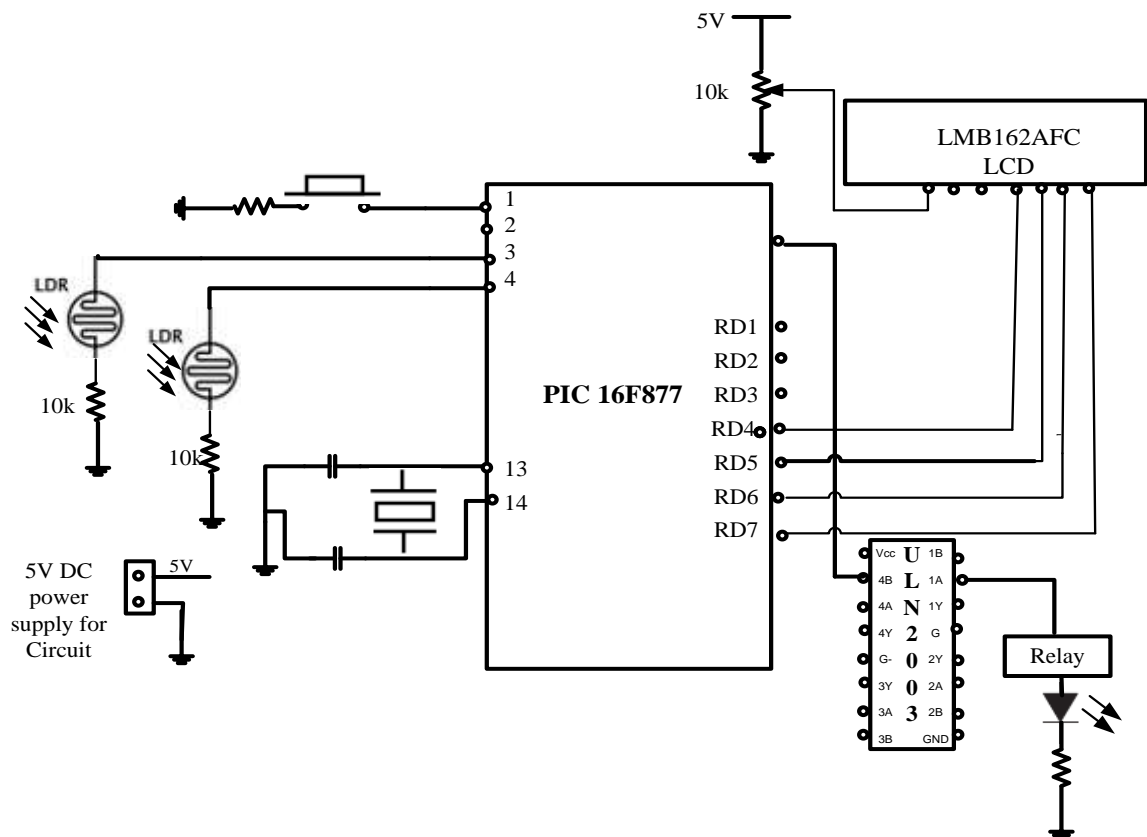 5V
10k
LMB162AFC
LCD
1
2
3
4
LDR
LDR
10k
10k
13
14
PIC 16F877
RD1
RD2
RD3
RD4
RD5
RD6
RD7
5V DC
power
supply for
Circuit
5V
Vcc U 1B
4B L 1A
4A N 1Y
4Y 2 G
G- 0 2Y
3Y 0 2A
3A 3 2B
3B GND
Relay